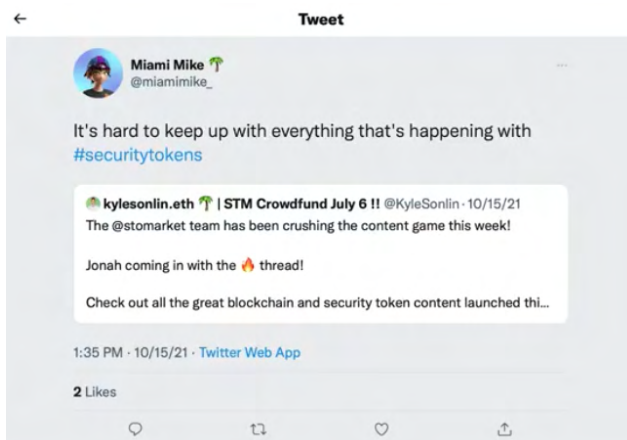 Tweet
Miami Mike 🌴
@miamimike_
It's hard to keep up with everything that's happening with
#securitytokens
kylesonlin.eth 🌴 | STM Crowdfund July 6 !! @KyleSonlin · 10/15/21
The @stomarket team has been crushing the content game this week!
Jonah coming in with the 🔥 thread!
Check out all the great blockchain and security token content launched thi...
1:35 PM · 10/15/21 · Twitter Web App
2 Likes